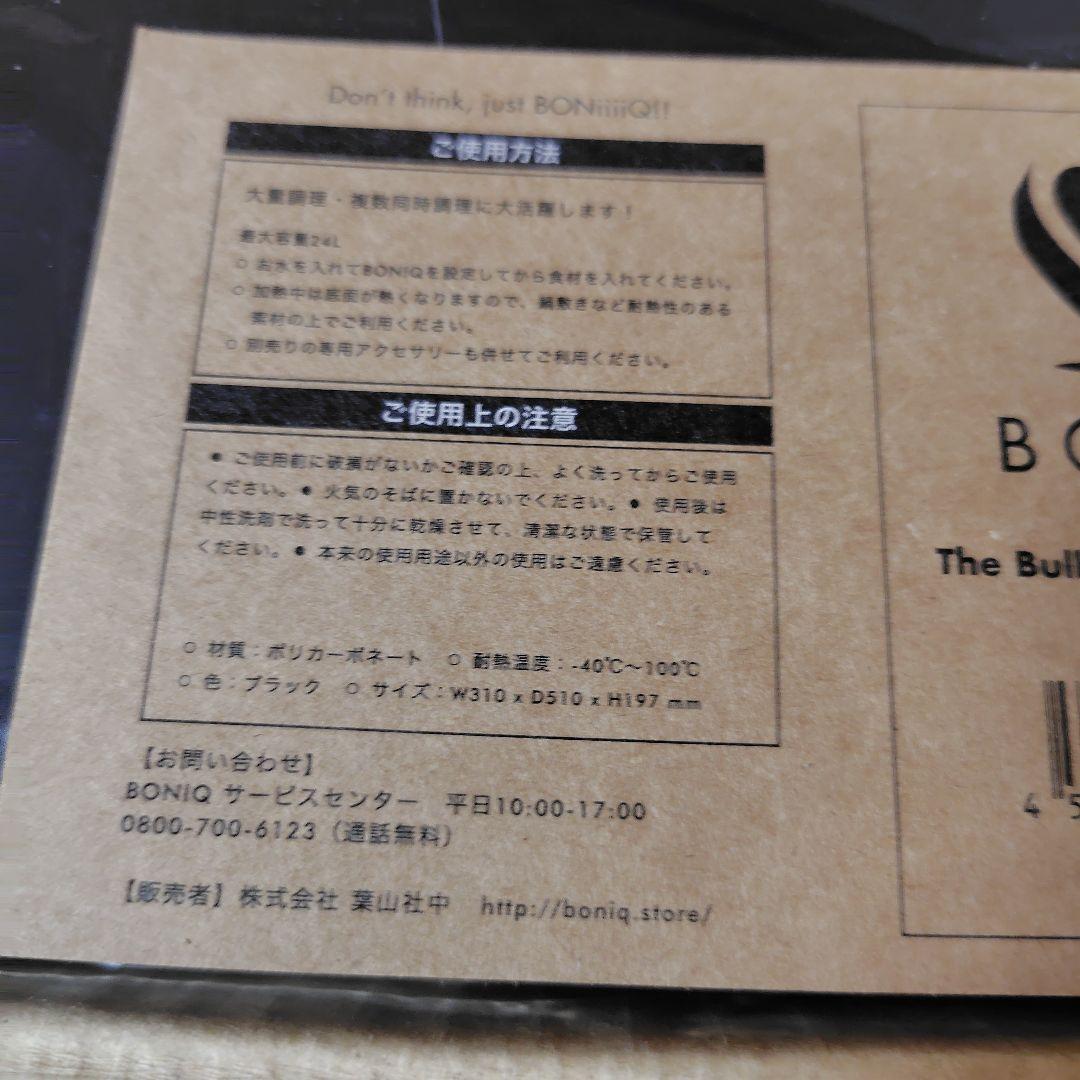 Don't think, just BONiiiiQ!!
ご使用方法
大量調理・複数同時調理に大活躍します！
最大容量24L
○ お水を入れてBONIQを設定してから食材を入れてください。
○ 加熱中は底面が熱くなりますので、鍋敷きなど耐熱性のある
素材の上でご利用ください。
○ 別売りの専用アクセサリーも併せてご利用ください。
ご使用上の注意
● ご使用前に破損がないかご確認の上、よく洗ってからご使用
ください。● 火気のそばに置かないでください。● 使用後は
中性洗剤で洗って十分に乾燥させて、清潔な状態で保管して
ください。● 本来の使用用途以外の使用はご遠慮ください。
○ 材質：ポリカーボネート ○ 耐熱温度：-40℃〜100℃
○ 色：ブラック ○ サイズ：W310 x D510 x H197 mm
【お問い合わせ】
BONIQ サービスセンター 平日10:00-17:00
0800-700-6123（通話無料）
【販売者】株式会社 葉山社中 http://boniq.store/
B
The Bul
4 5